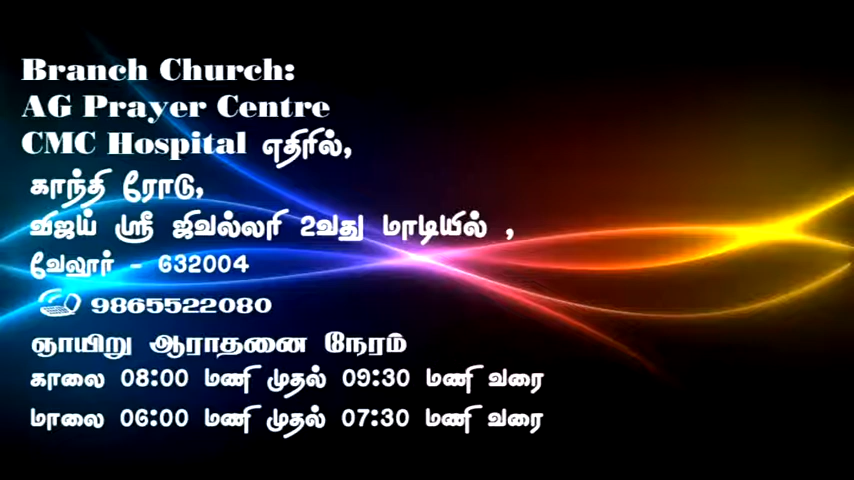 Branch Church:
AG Prayer Centre
CMC Hospital எதிரில்,
காந்தி ரோடு,
விஜய் ஸ்ரீ ஜிவல்லரி 2வது மாடியில் ,
வேலூர் - 632004
9865522080
ஞாயிறு ஆராதனை நேரம்
காலை 08:00 மணி முதல் 09:30 மணி வரை
மாலை 06:00 மணி முதல் 07:30 மணி வரை